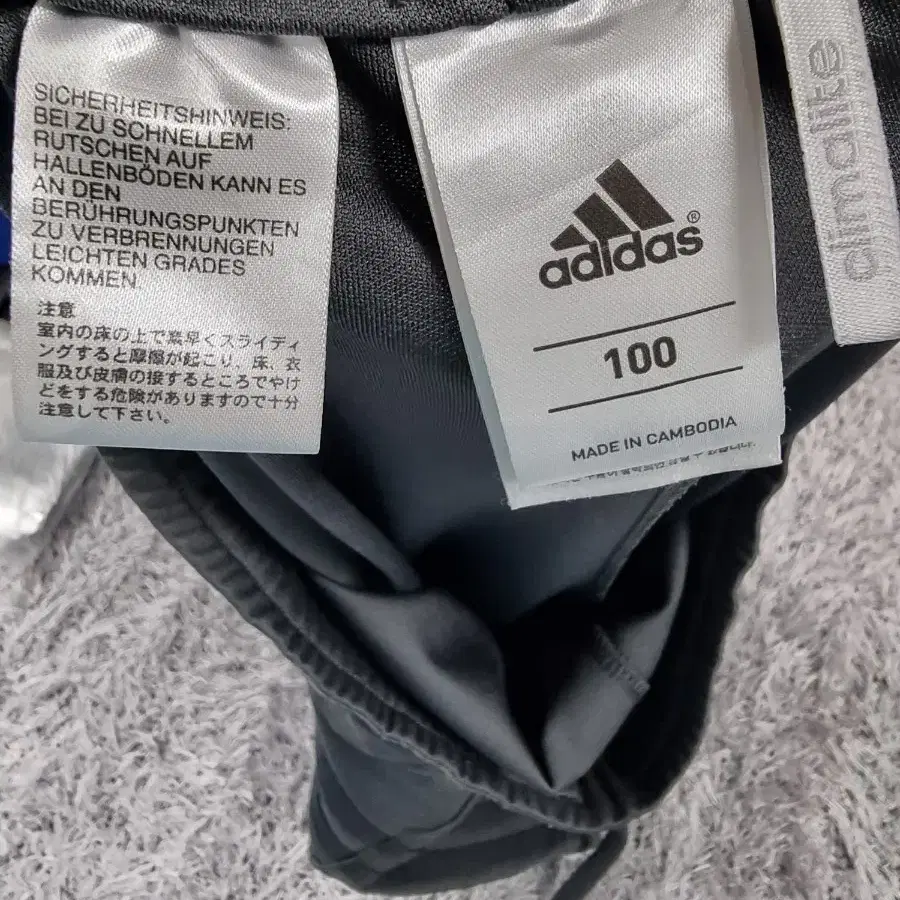 SICHERHEITSHINWEIS:
BEI ZU SCHNELLEM
RUTSCHEN AUF
HALLENBÖDEN KANN ES
AN DEN
BERÜHRUNGSPUNKTEN
ZU VERBRENNUNGEN
LEICHTEN GRADES
KOMMEN.
注意
室内の床の上で素早くスライディ
ングすると摩擦が起こり、床、衣
服及び皮膚の接するところでやけ
どをする危険がありますので十分
注意して下さい。
adidas®
100
MADE IN CAMBODIA
climalite